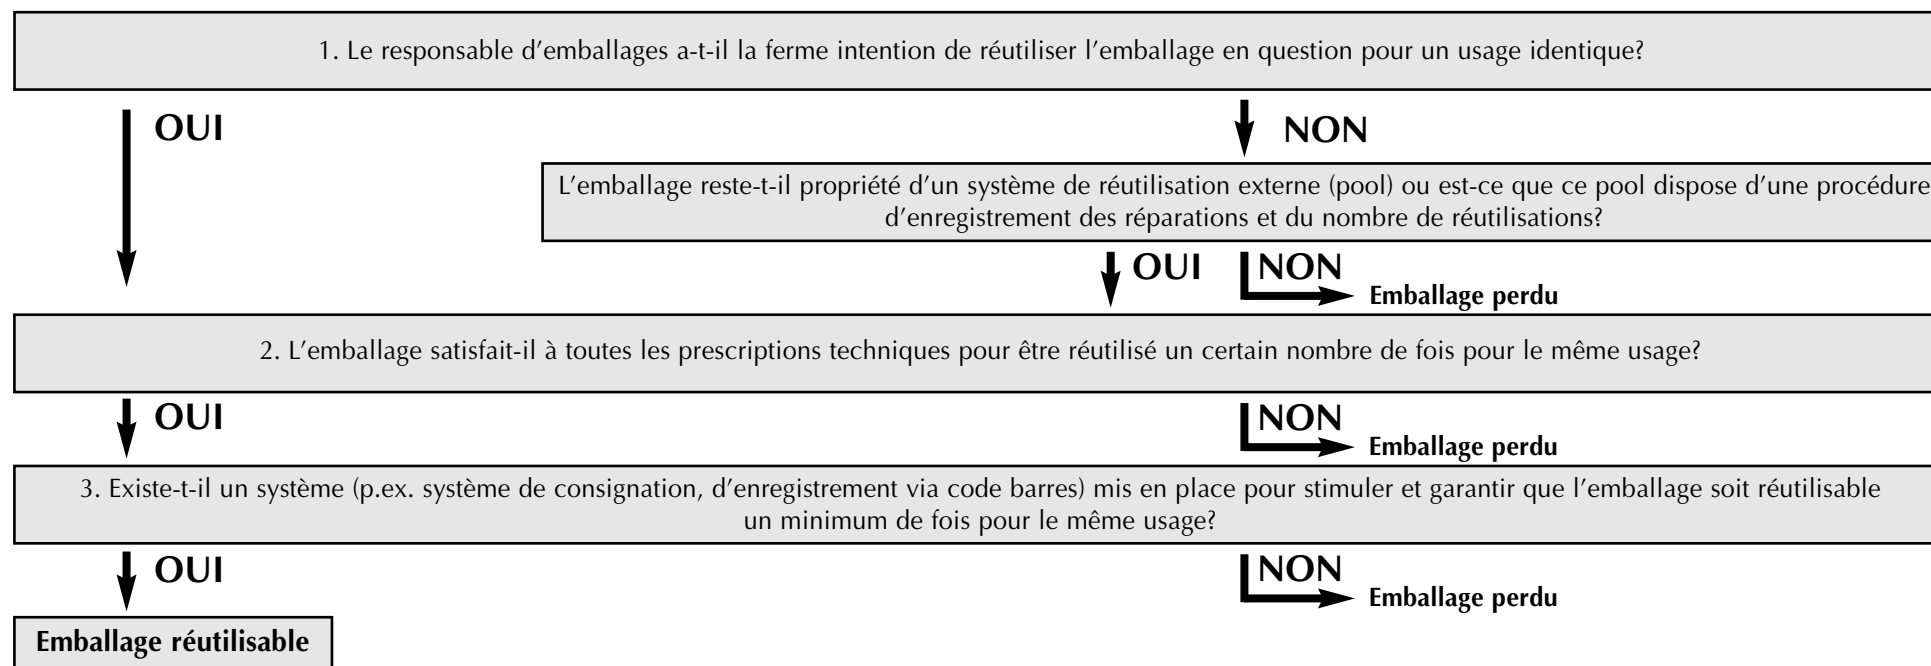 1. Le responsable d'emballages a-t-il la ferme intention de réutiliser l'emballage en question pour un usage identique?
OUI
NON
L'emballage reste-t-il propriété d'un système de réutilisation externe (pool) ou est-ce que ce pool dispose d'une procédure
d'enregistrement des réparations et du nombre de réutilisations?
OUI
NON
Emballage perdu
2. L'emballage satisfait-il à toutes les prescriptions techniques pour être réutilisé un certain nombre de fois pour le même usage?
OUI
NON
Emballage perdu
3. Existe-t-il un système (p.ex. système de consignation, d'enregistrement via code barres) mis en place pour stimuler et garantir que l'emballage soit réutilisable
un minimum de fois pour le même usage?
OUI
NON
Emballage perdu
Emballage réutilisable